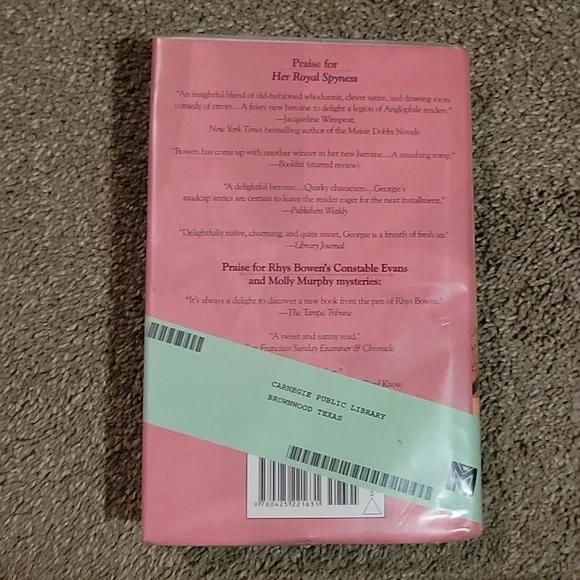 Praise for
Her Royal Spyness
"An insightful blend of old-fashioned whodunnit, clever satire, and drawing room
comedy of errors…A feisty new heroine to delight a legion of Anglophile readers."
—Jacqueline Winspear,
New York Times bestselling author of the Maisie Dobbs Novels
"Bowen has come up with another winner in her new heroine…A smashing romp."
—Booklist (starred review)
"A delightful heroine…Quirky characters…Georgie's
madcap antics are certain to leave the reader eager for the next installment."
—Publishers Weekly
"Delightfully naïve, charming, and quite smart, Georgie is a breath of fresh air."
—Library Journal
Praise for Rhys Bowen's Constable Evans
and Molly Murphy mysteries:
"It's always a delight to discover a new book from the pen of Rhys Bowen."
—The Tampa Tribune
"A sweet and sunny read."
Francisco Sunday Examiner & Chronicle
Know
CARNEGIE PUBLIC LIBRARY
BROWNWOOD TEXAS
9 780425 221631